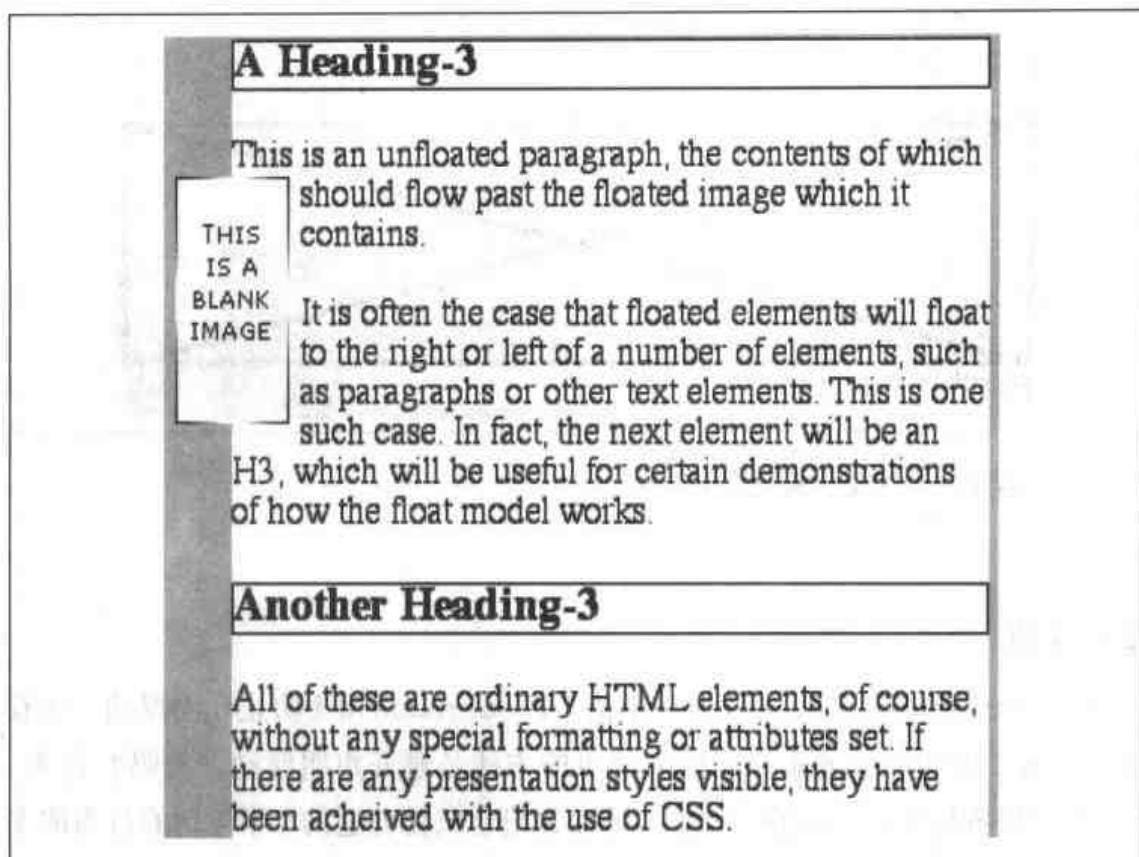 A Heading-3
This is an unfloated paragraph, the contents of which
should flow past the floated image which it
contains.
THIS
IS A
BLANK
IMAGE
It is often the case that floated elements will float
to the right or left of a number of elements, such
as paragraphs or other text elements. This is one
such case. In fact, the next element will be an
H3, which will be useful for certain demonstrations
of how the float model works.
Another Heading-3
All of these are ordinary HTML elements, of course,
without any special formatting or attributes set. If
there are any presentation styles visible, they have
been acheived with the use of CSS.